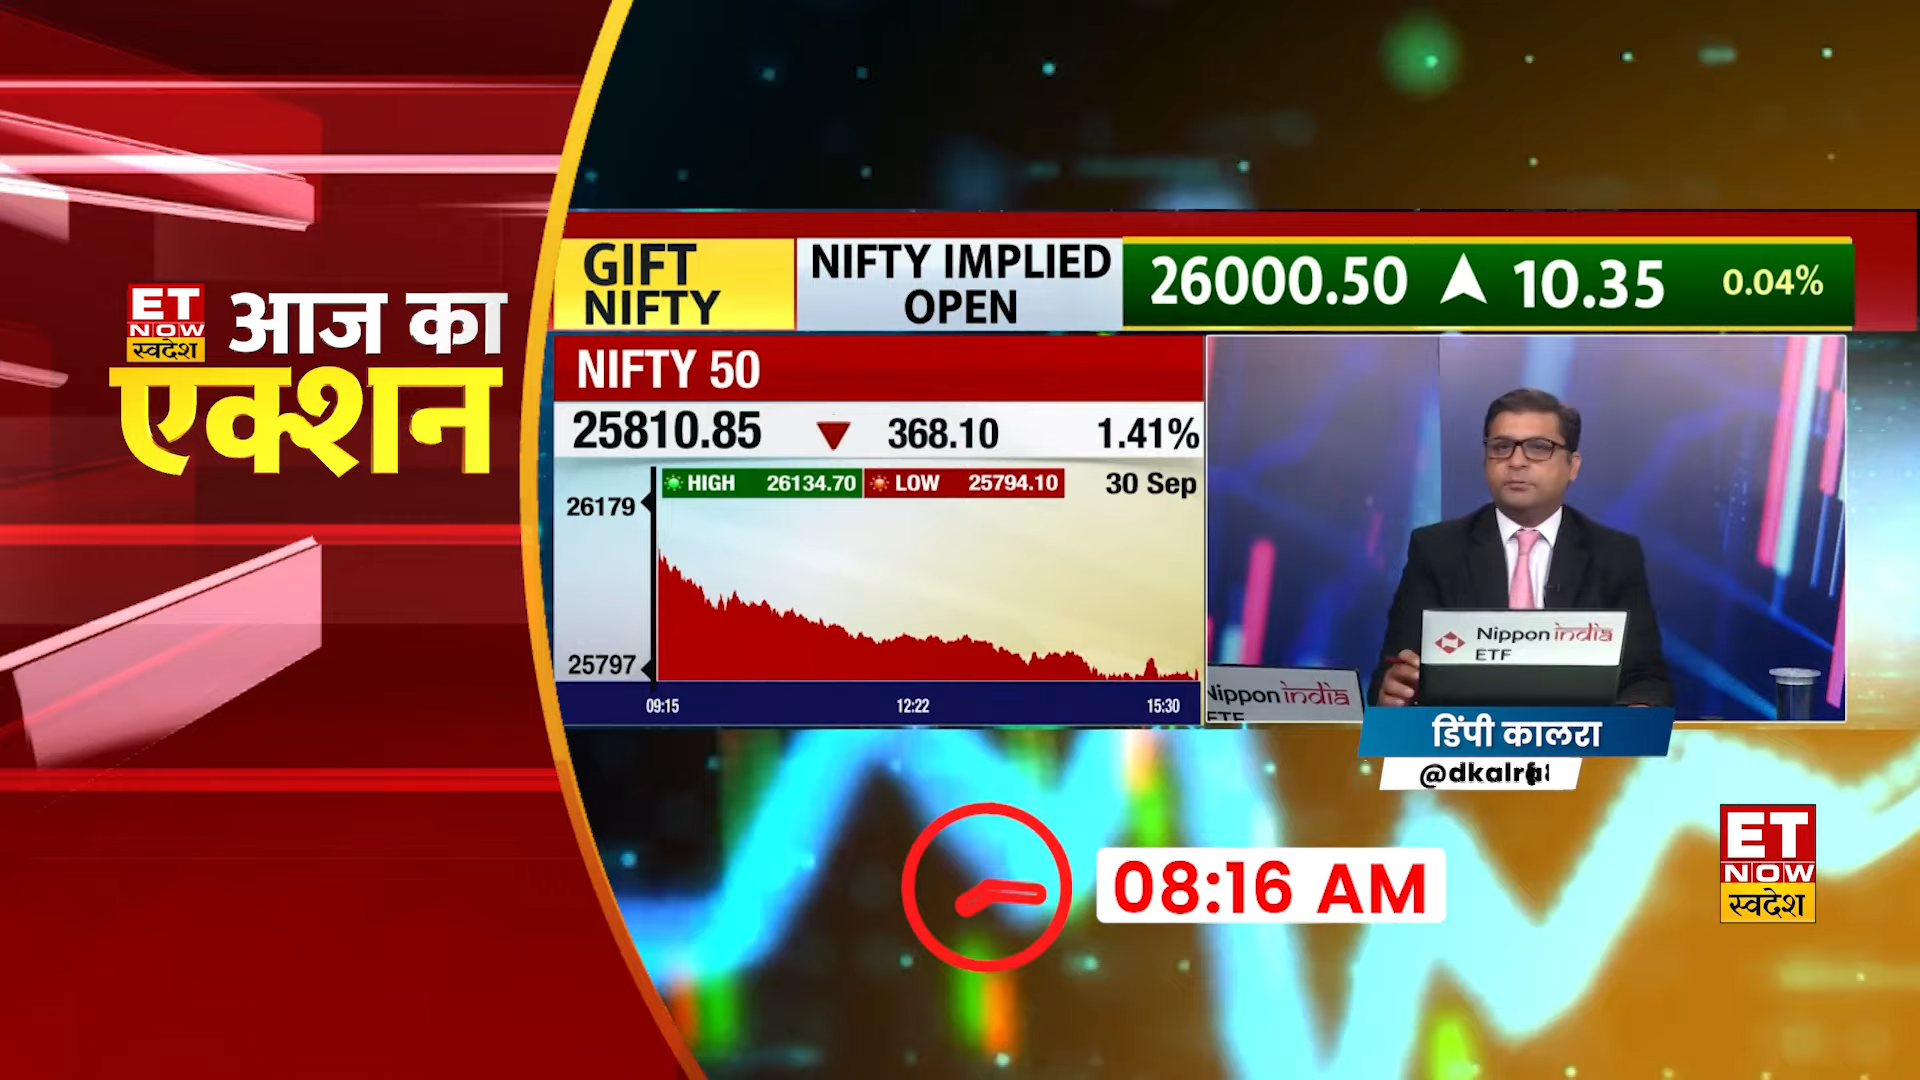 ET
NOW
स्वदेश
आज का
एक्शन
GIFT
NIFTY
NIFTY IMPLIED
OPEN
26000.50 10.35 0.04%
NIFTY 50
25810.85 368.10 1.41%
HIGH 26134.70 LOW 25794.10 30 Sep
26179
25797
09:15 12:22 15:30
Nippon india
ETF
Nippon india
ETF
डिंपी कालरा
08:16 AM
ET
NOW
स्वदेश